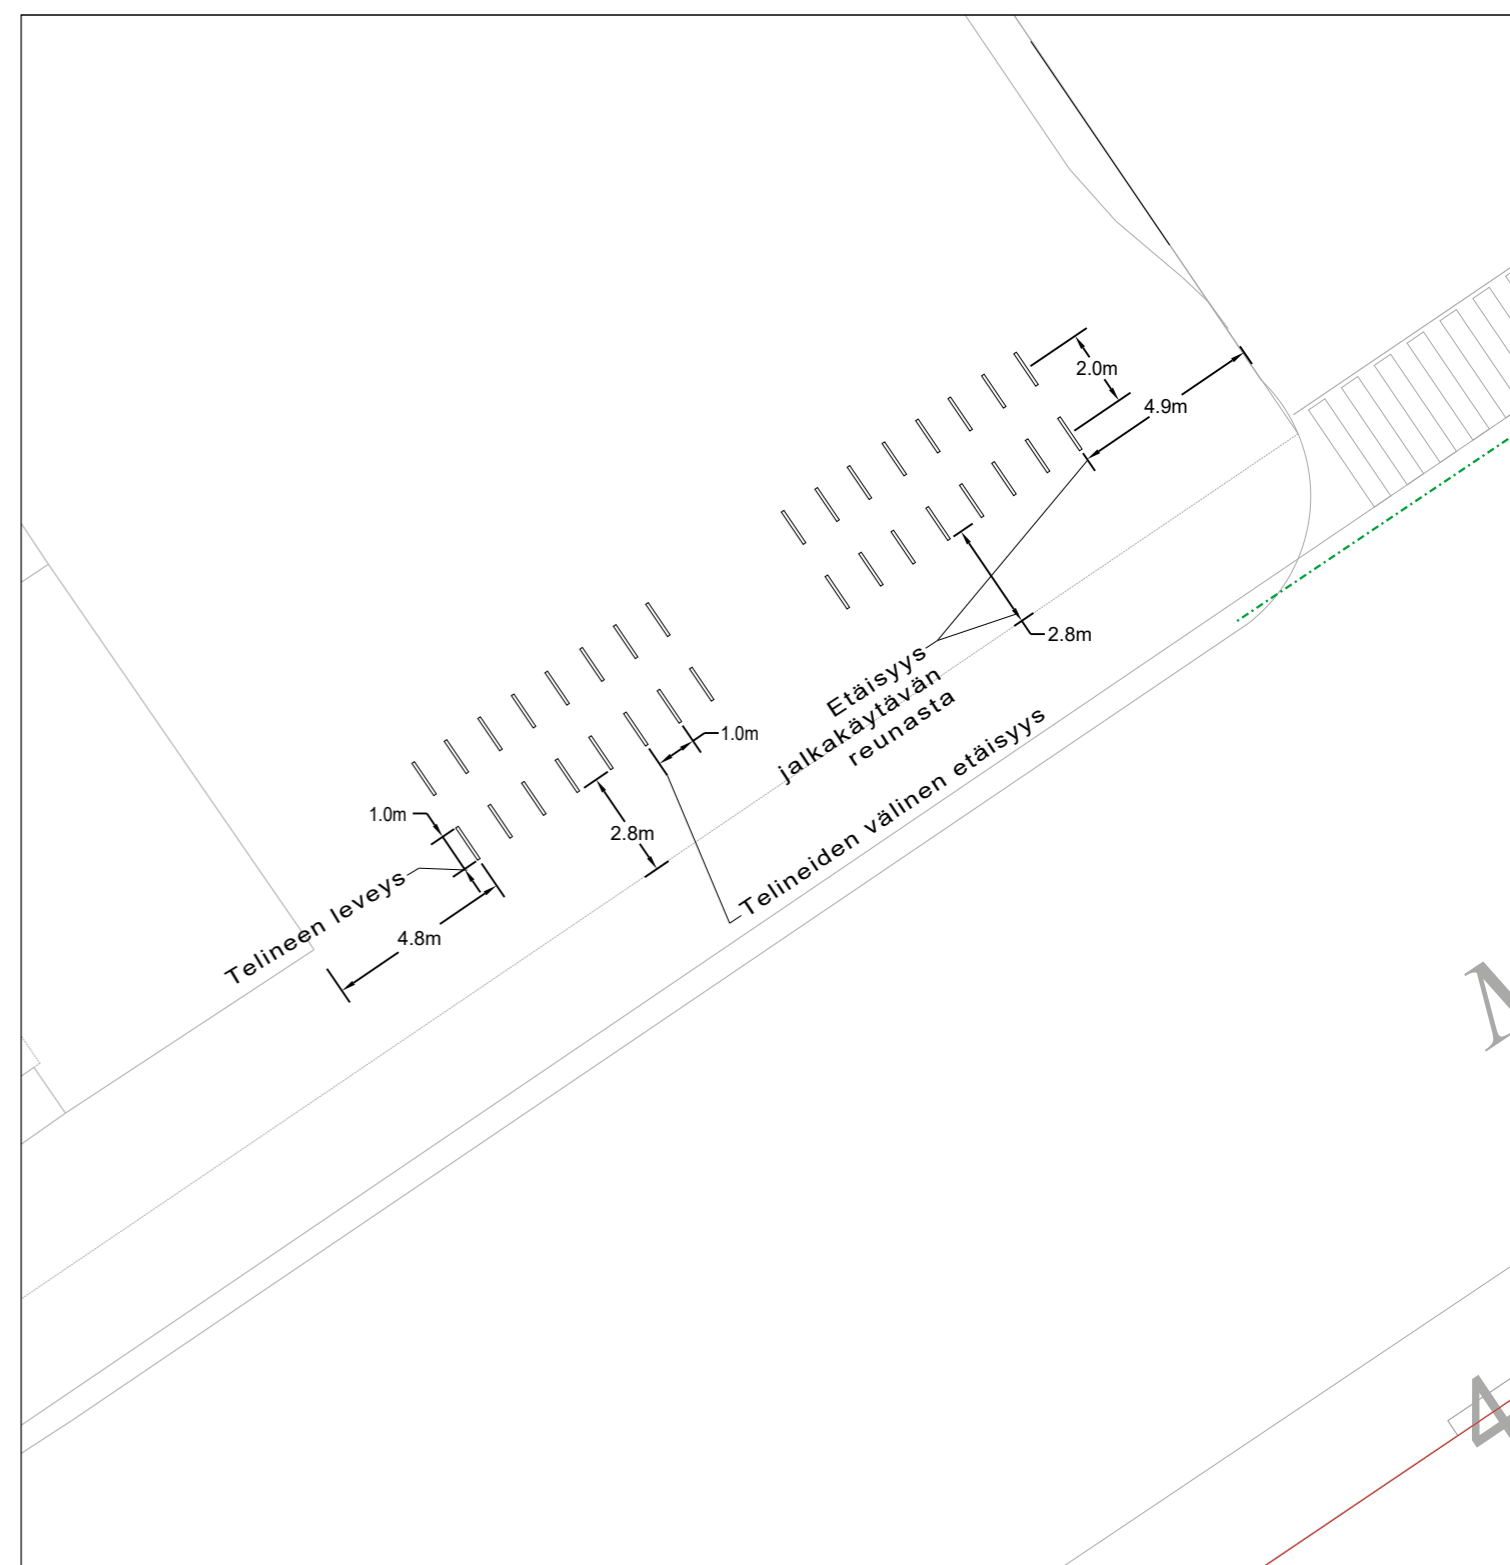 2.0m
4.9m
2.8m
Etäisyys
jalkakäytävän
reunasta
1.0m
Telineiden välinen etäisyys
1.0m
2.8m
Telineen leveys
4.8m
4